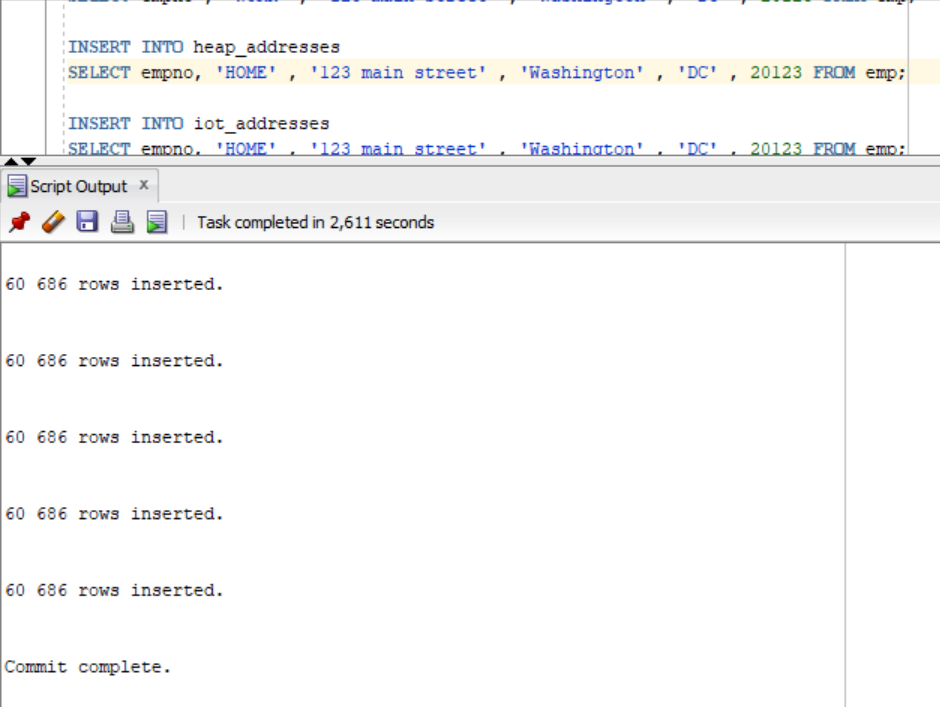 INSERT INTO heap_addresses
SELECT empno, 'HOME' , '123 main street' , 'Washington' , 'DC' , 20123 FROM emp;
INSERT INTO iot_addresses
SELECT empno, 'HOME' , '123 main street' , 'Washington' , 'DC' , 20123 FROM emp;
Script Output x
Task completed in 2,611 seconds
60 686 rows inserted.
60 686 rows inserted.
60 686 rows inserted.
60 686 rows inserted.
60 686 rows inserted.
Commit complete.